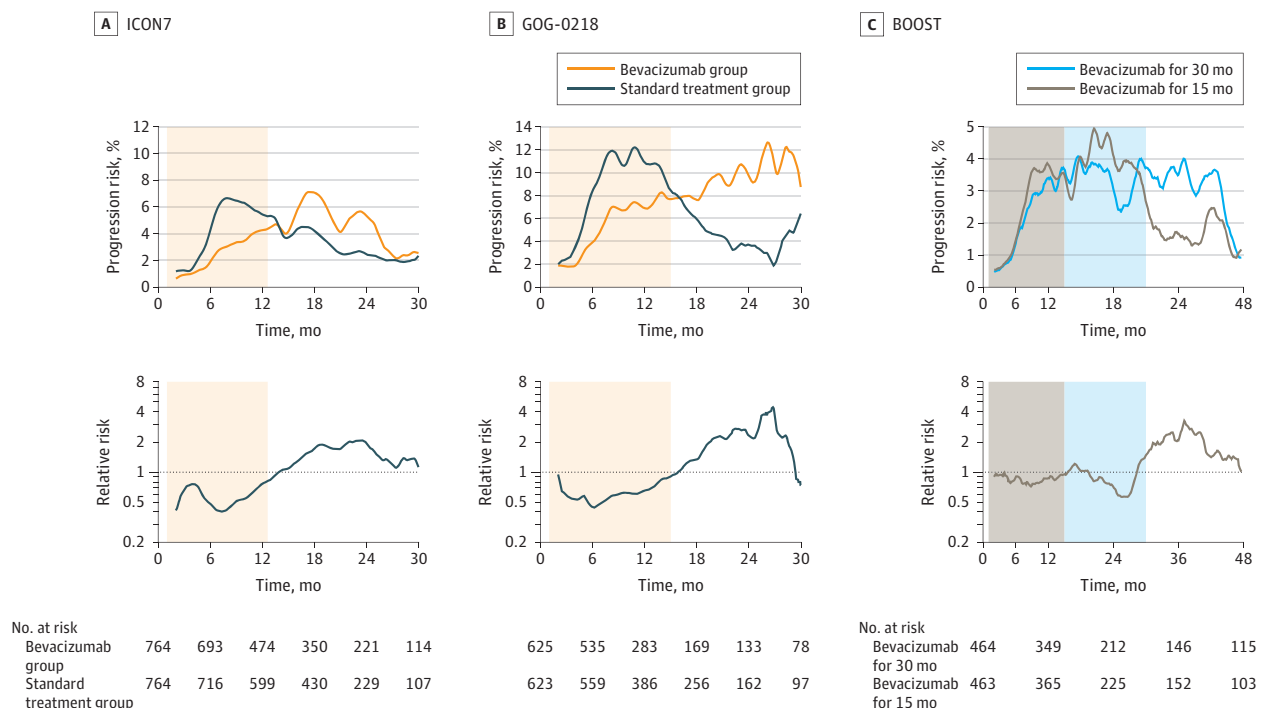 A ICON7
B GOG-0218
C BOOST
Bevacizumab group
Standard treatment group
Bevacizumab for 30 mo
Bevacizumab for 15 mo
Progression risk, %
12
10
8
6
4
2
0
0 6 12 18 24 30
Time, mo
Progression risk, %
14
12
10
8
6
4
2
0
0 6 12 18 24 30
Time, mo
Progression risk, %
5
4
3
2
1
0
0 6 12 18 24 48
Time, mo
Relative risk
8
4
2
1
0.5
0.2
0 6 12 18 24 30
Time, mo
Relative risk
8
4
2
1
0.5
0.2
0 6 12 18 24 30
Time, mo
Relative risk
8
4
2
1
0.5
0.2
0 6 12 24 36 48
Time, mo
No. at risk
Bevacizumab group 764 693 474 350 221 114
Standard treatment group 764 716 599 430 229 107
625 535 283 169 133 78
623 559 386 256 162 97
No. at risk
Bevacizumab for 30 mo 464 349 212 146 115
Bevacizumab for 15 mo 463 365 225 152 103